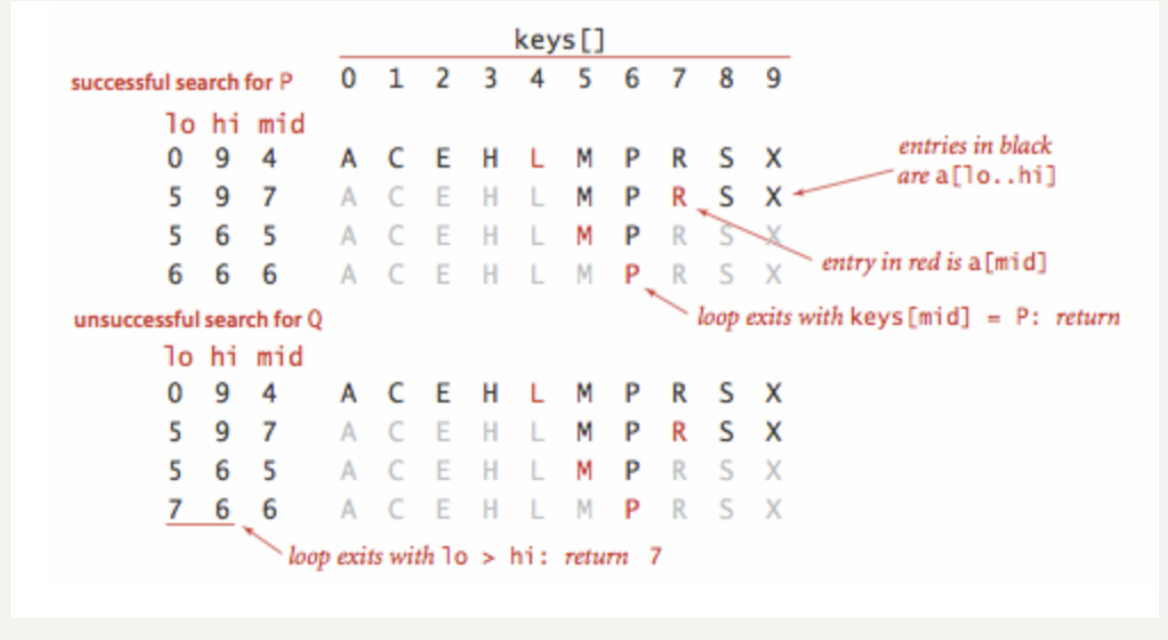 keys[]
successful search for P 0 1 2 3 4 5 6 7 8 9
lo hi mid
0 9 4 A C E H L M P R S X
5 9 7 A C E H L M P R S X
5 6 5 A C E H L M P R S X
6 6 6 A C E H L M P R S X
entries in black
are a[lo..hi]
entry in red is a[mid]
loop exits with keys[mid] = P: return
unsuccessful search for Q
lo hi mid
0 9 4 A C E H L M P R S X
5 9 7 A C E H L M P R S X
5 6 5 A C E H L M P R S X
7 6 6 A C E H L M P R S X
loop exits with lo > hi: return 7